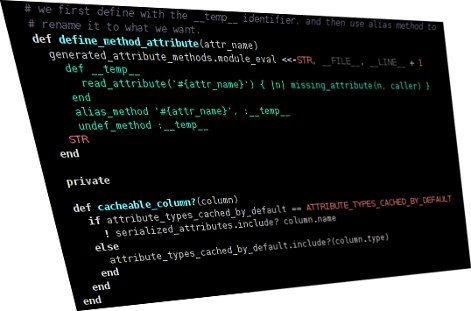 # we first define with the __temp__ identifier, and then use alias method to
# rename it to what we want.
def define_method_attribute(attr_name)
generated_attribute_methods.module_eval <<-STR, __FILE__, __LINE__ + 1
def __temp__
read_attribute('#{attr_name}') { |n| missing_attribute(n, caller) }
end
alias_method '#{attr_name}', :__temp__
undef_method :__temp__
STR
end
private
def cacheable_column?(column)
if attribute_types_cached_by_default == ATTRIBUTE_TYPES_CACHED_BY_DEFAULT
! serialized_attributes.include? column.name
else
attribute_types_cached_by_default.include?(column.type)
end
end
end